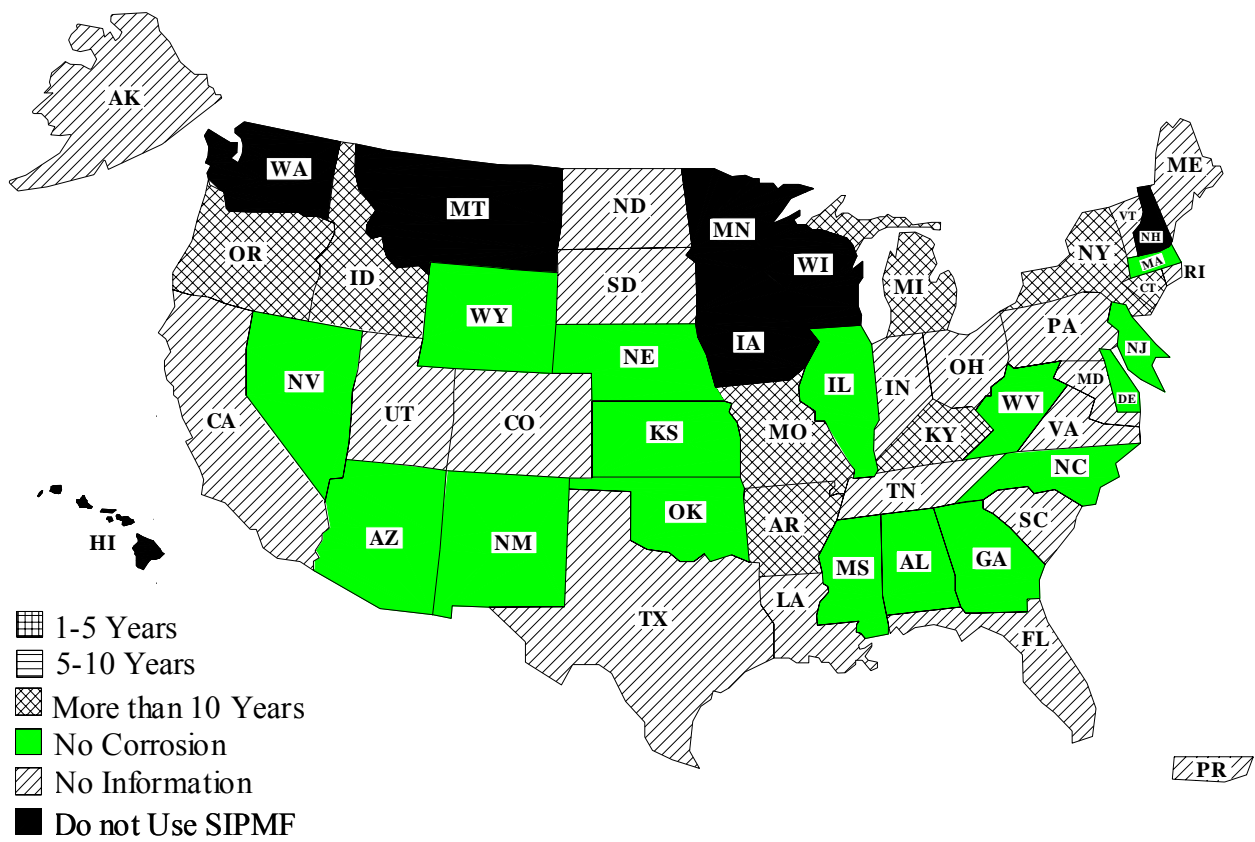 AK
WA
ME
MT
ND
MN
VT
NH
OR
NY
MA
WI
ID
SD
RI
CT
MI
WY
PA
IA
NE
NJ
OH
NV
MD
IL
IN
DE
UT
WV
CA
CO
KS
MO
KY
VA
NC
TN
OK
SC
AR
AZ
NM
HI
MS
AL
GA
LA
TX
FL
PR
1-5 Years
5-10 Years
More than 10 Years
No Corrosion
No Information
Do not Use SIPMF